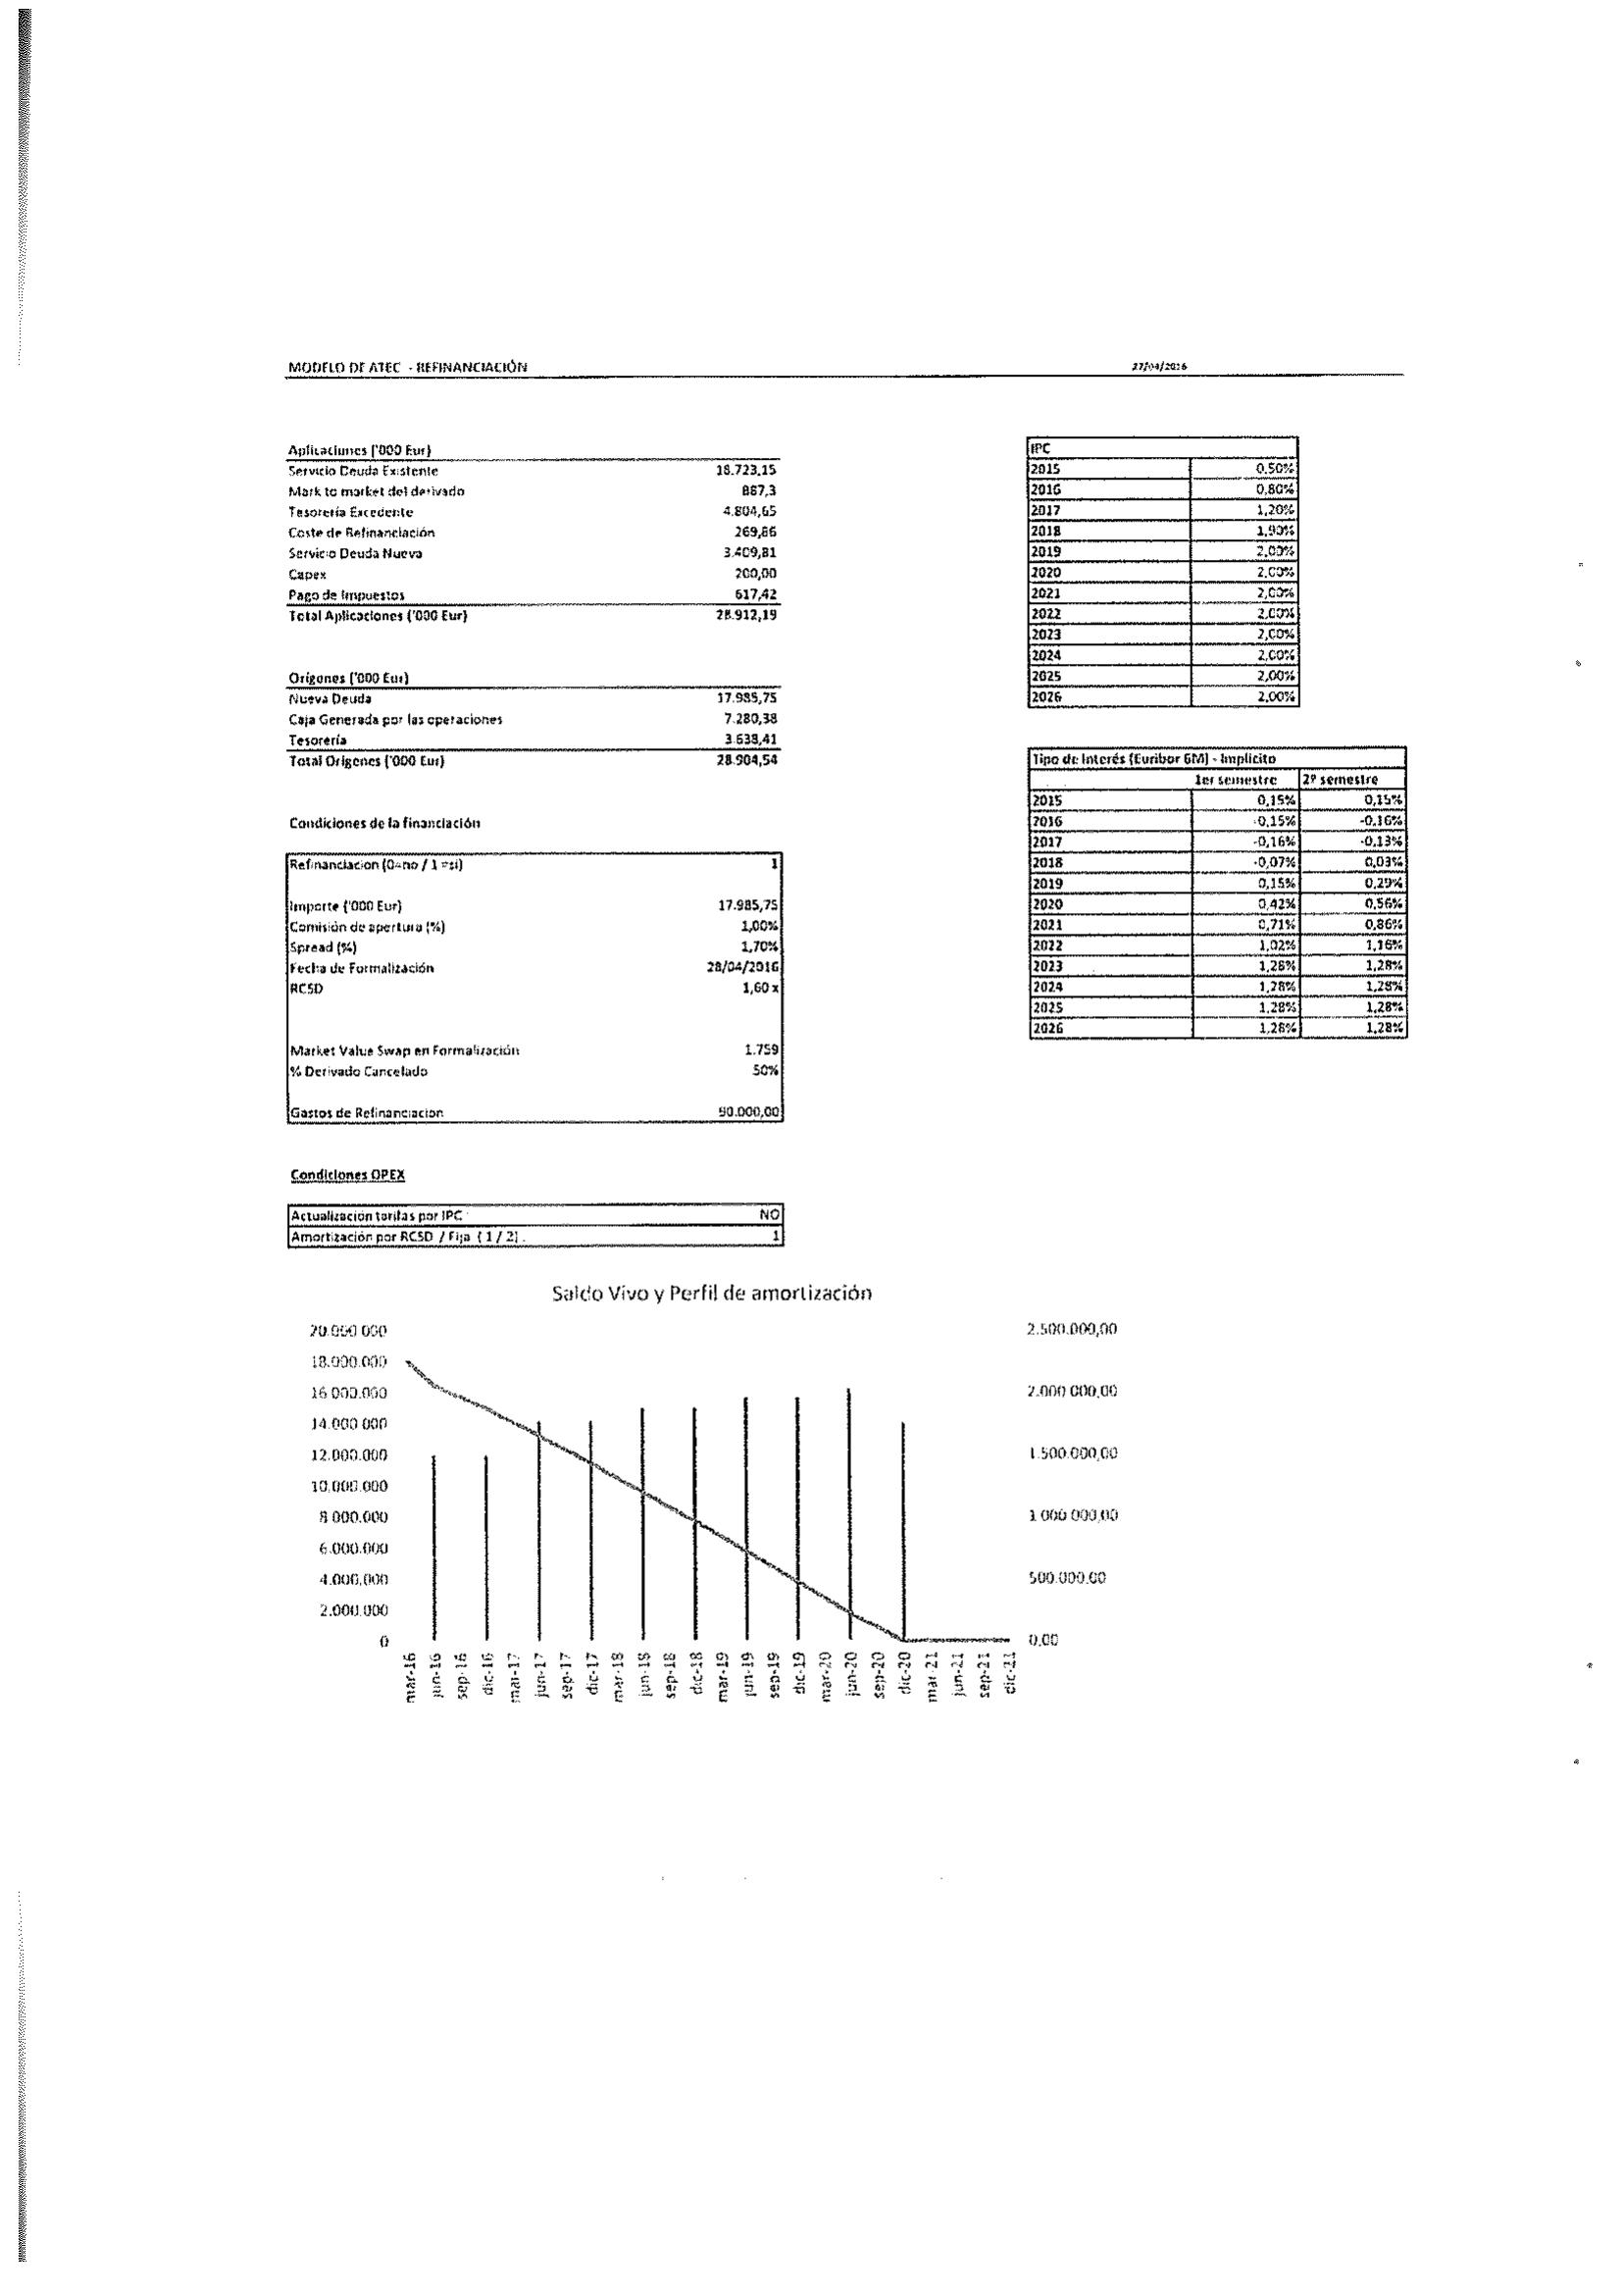 MODELO DE ATEC - REFINANCIACIÓN 27/04/2016
Aplicaciones ('000 Eur)
Servicio Deuda Existente 18.723,15
Mark to market del derivado 887,3
Tesorería Excedente 4.804,65
Coste de Refinanciación 269,86
Servicio Deuda Nueva 3.409,81
Capex 200,00
Pago de Impuestos 617,42
Total Aplicaciones ('000 Eur) 28.912,19
Orígenes ('000 Eur)
Nueva Deuda 17.985,75
Caja Generada por las operaciones 7.280,38
Tesorería 3.638,41
Total Orígenes ('000 Eur) 28.904,54
Condiciones de la financiación
Refinanciacion (0=no / 1=si) 1
Importe ('000 Eur) 17.985,75
Comisión de apertura (%) 1,00%
Spread (%) 1,70%
Fecha de Formalización 28/04/2016
RCSD 1,60 x
Market Value Swap en Formalización 1.759
% Derivado Cancelado 50%
Gastos de Refinanciacion 90.000,00
Condiciones OPEX
Actualización tarifas por IPC NO
Amortización por RCSD / Fija (1 / 2) 1
IPC
2015 0,50%
2016 0,80%
2017 1,20%
2018 1,90%
2019 2,00%
2020 2,00%
2021 2,00%
2022 2,00%
2023 2,00%
2024 2,00%
2025 2,00%
2026 2,00%
Tipo de Interés (Euribor 6M) - Implícito
1er semestre 2º semestre
2015 0,15% 0,15%
2016 -0,15% -0,16%
2017 -0,16% -0,13%
2018 -0,07% 0,03%
2019 0,15% 0,29%
2020 0,42% 0,56%
2021 0,71% 0,86%
2022 1,02% 1,16%
2023 1,28% 1,28%
2024 1,28% 1,28%
2025 1,28% 1,28%
2026 1,28% 1,28%
Saldo Vivo y Perfil de amortización
20.000.000
18.000.000
16.000.000
14.000.000
12.000.000
10.000.000
8.000.000
6.000.000
4.000.000
2.000.000
0
2.500.000,00
2.000.000,00
1.500.000,00
1.000.000,00
500.000,00
0,00
mar-16
jun-16
sep-16
dic-16
mar-17
jun-17
sep-17
dic-17
mar-18
jun-18
sep-18
dic-18
mar-19
jun-19
sep-19
dic-19
mar-20
jun-20
sep-20
dic-20
mar-21
jun-21
sep-21
dic-21